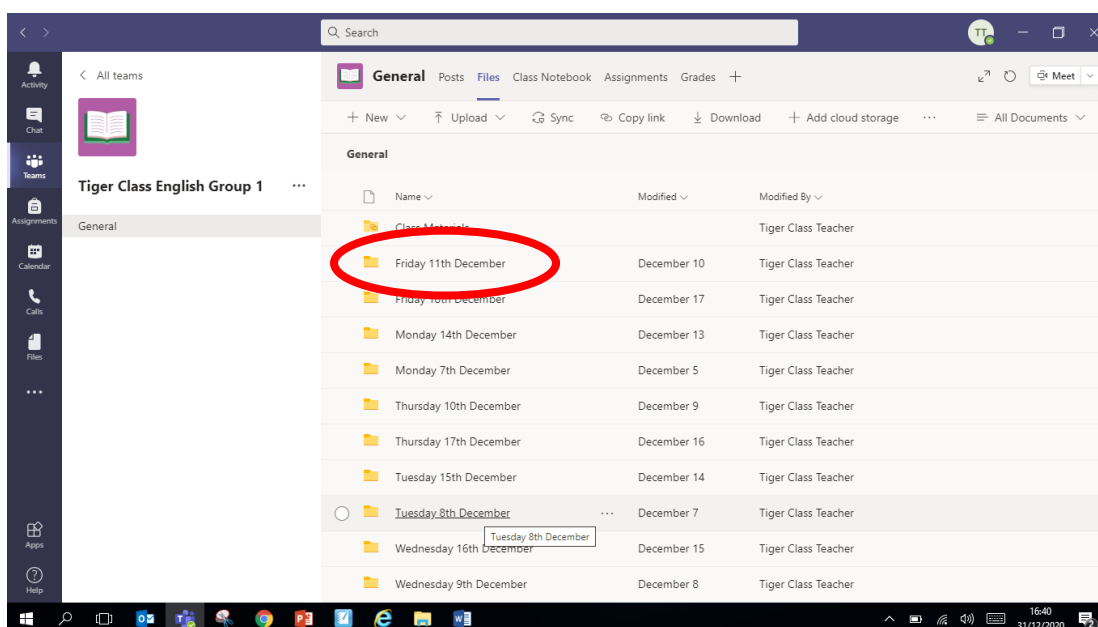 Search
TT
Activity
Chat
Teams
Assignments
Calendar
Calls
Files
Apps
Help
All teams
Tiger Class English Group 1
General
General Posts Files Class Notebook Assignments Grades
Meet
New Upload Sync Copy link Download Add cloud storage ... All Documents
General
Name Modified Modified By
Class Materials Tiger Class Teacher
Friday 11th December December 10 Tiger Class Teacher
Friday 18th December December 17 Tiger Class Teacher
Monday 14th December December 13 Tiger Class Teacher
Monday 7th December December 5 Tiger Class Teacher
Thursday 10th December December 9 Tiger Class Teacher
Thursday 17th December December 16 Tiger Class Teacher
Tuesday 15th December December 14 Tiger Class Teacher
Tuesday 8th December ... December 7 Tiger Class Teacher
Tuesday 8th December
Wednesday 16th December December 15 Tiger Class Teacher
Wednesday 9th December December 8 Tiger Class Teacher
16:40
31/12/2020